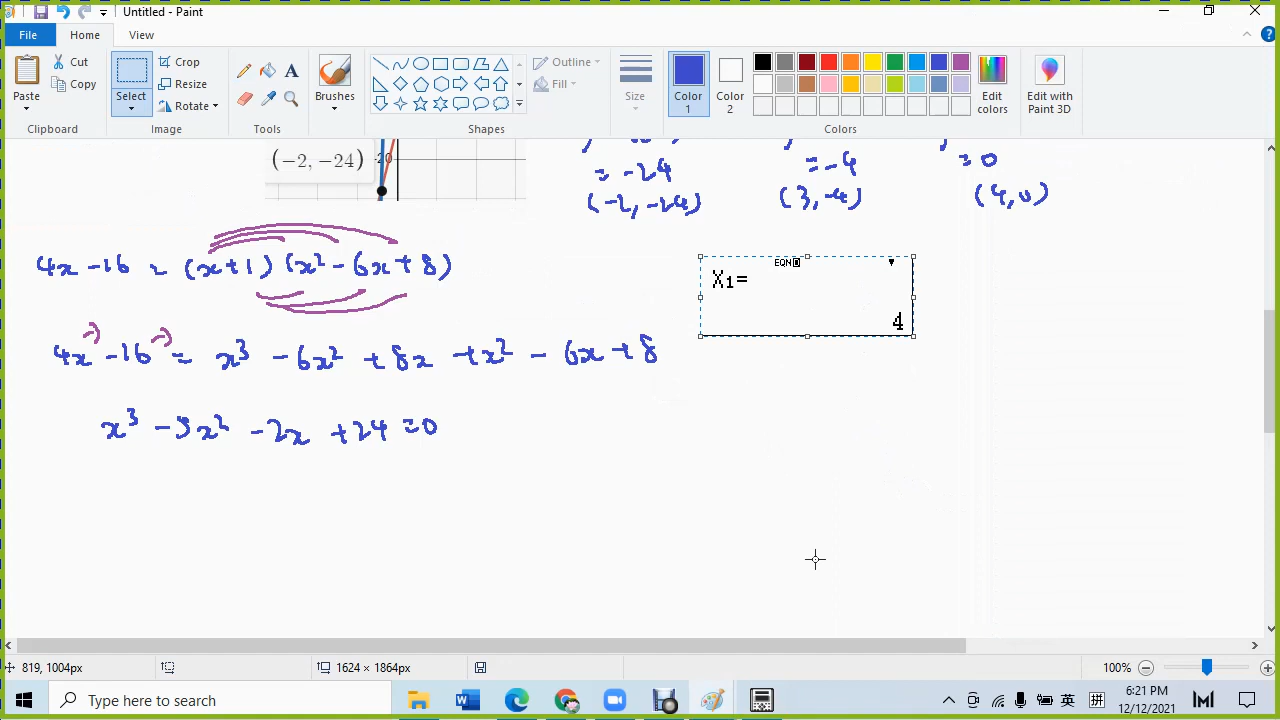 Untitled - Paint
File Home View
Paste
Cut
Copy
Clipboard
Select
Crop
Resize
Rotate
Image
Tools
Brushes
Shapes
Outline
Fill
Size
Color 1
Color 2
Edit colors
Colors
Edit with Paint 3D
(−2, −24)
-20
= -24
(-2, -24)
= -4
(3, -4)
= 0
(4, 0)
4x - 16 = (x+1)(x² - 6x + 8)
4x - 16 = x³ - 6x² + 8x + x² - 6x + 8
x³ - 5x² - 2x + 24 = 0
EQN
X₁=
4
819, 1004px
1624 × 1864px
100%
Type here to search
英
拼
6:21 PM
12/12/2021